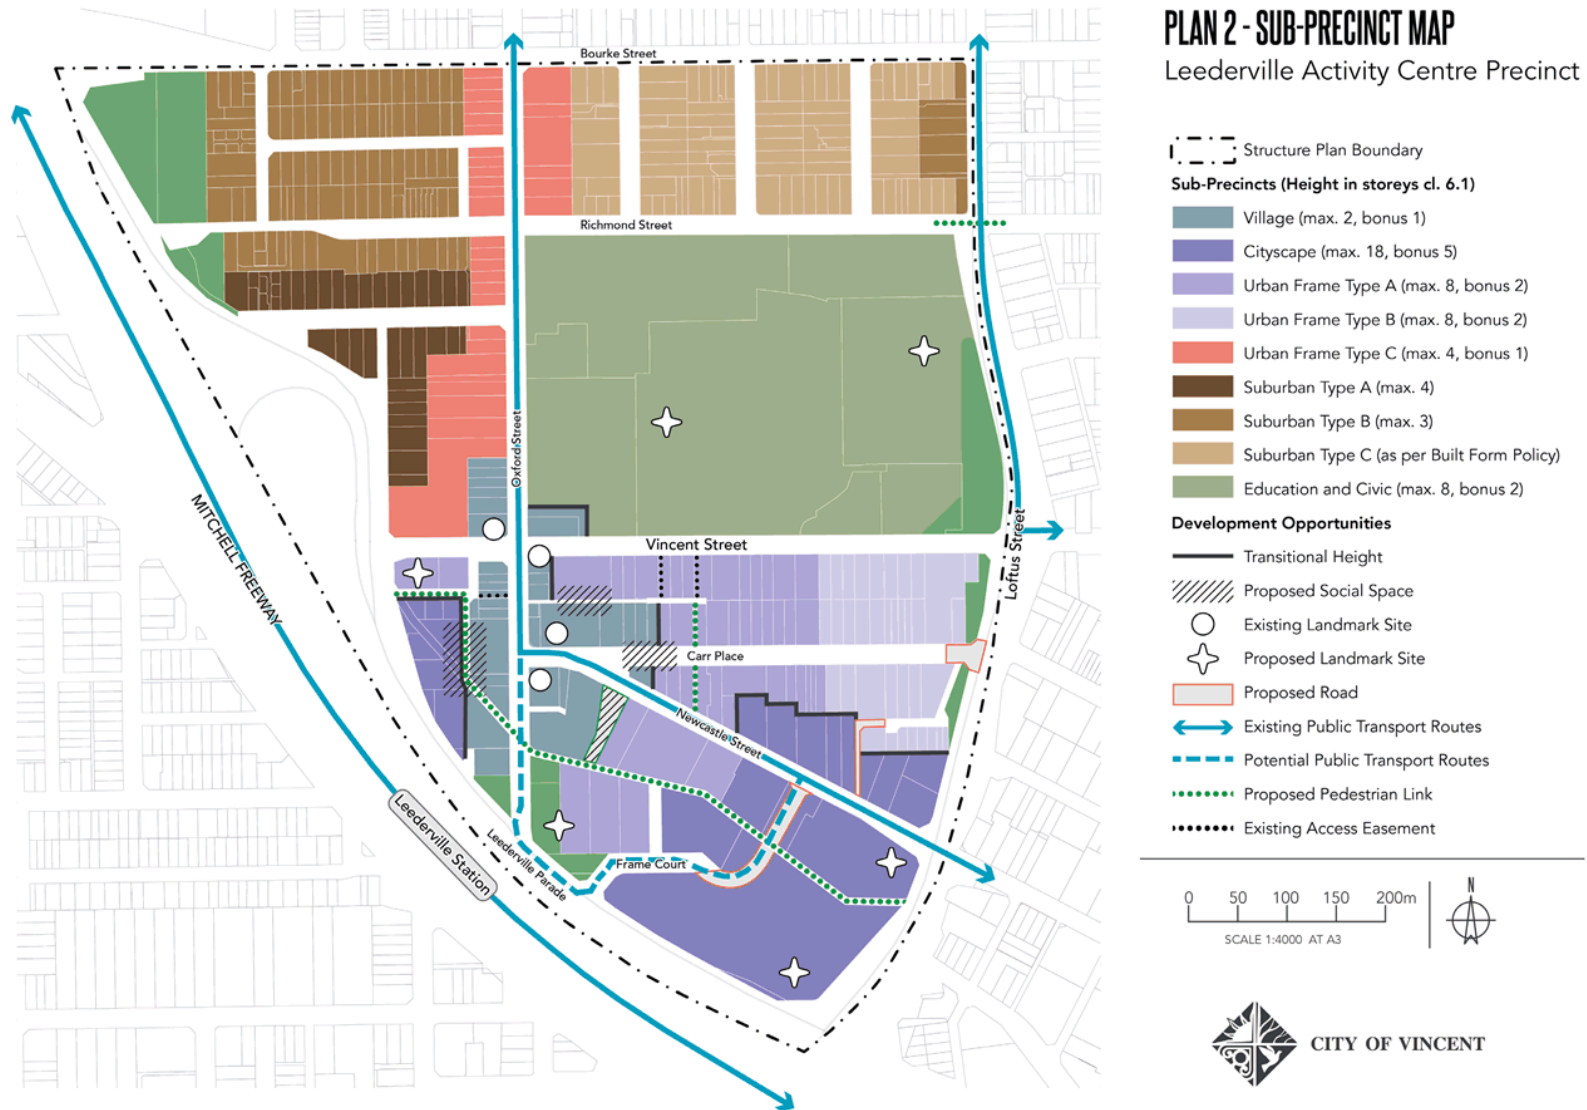 PLAN 2 - SUB-PRECINCT MAP
Leederville Activity Centre Precinct
Structure Plan Boundary
Sub-Precincts (Height in storeys cl. 6.1)
Village (max. 2, bonus 1)
Cityscape (max. 18, bonus 5)
Urban Frame Type A (max. 8, bonus 2)
Urban Frame Type B (max. 8, bonus 2)
Urban Frame Type C (max. 4, bonus 1)
Suburban Type A (max. 4)
Suburban Type B (max. 3)
Suburban Type C (as per Built Form Policy)
Education and Civic (max. 8, bonus 2)
Development Opportunities
Transitional Height
Proposed Social Space
Existing Landmark Site
Proposed Landmark Site
Proposed Road
Existing Public Transport Routes
Potential Public Transport Routes
Proposed Pedestrian Link
Existing Access Easement
0 50 100 150 200m
SCALE 1:4000 AT A3
N
CITY OF VINCENT
Bourke Street
Richmond Street
Oxford Street
MITCHELL FREEWAY
Vincent Street
Loftus Street
Carr Place
Newcastle Street
Leederville Station
Leederville Parade
Frame Court